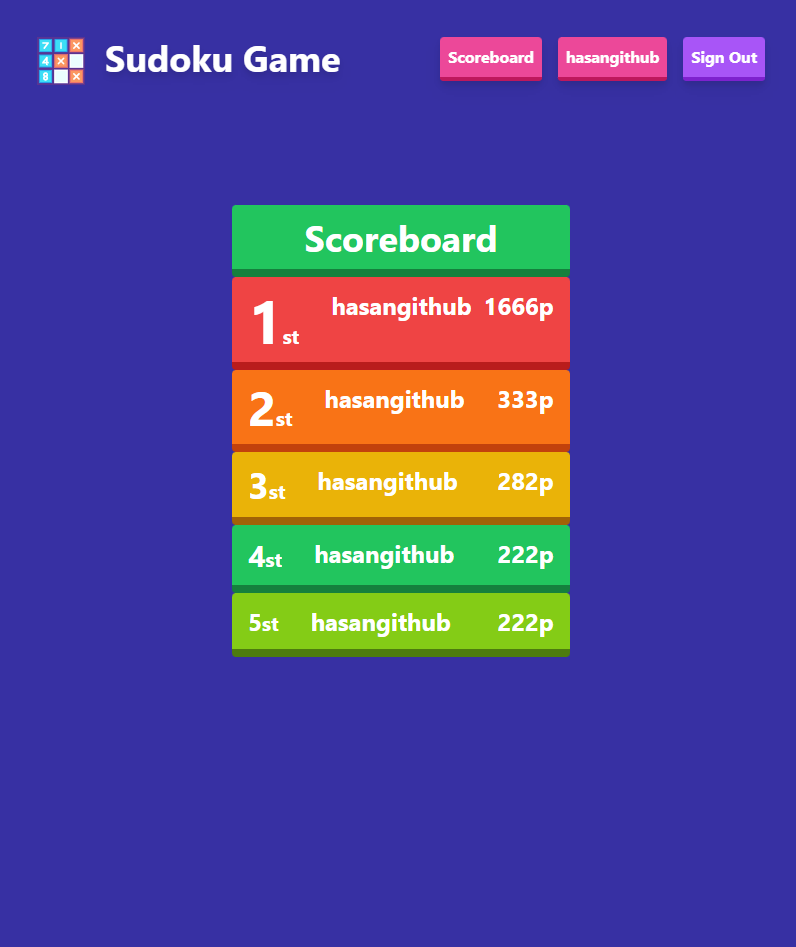 7 1 ×
4 ×
8 ×
Sudoku Game
Scoreboard
hasangithub
Sign Out
Scoreboard
1st hasangithub 1666p
2st hasangithub 333p
3st hasangithub 282p
4st hasangithub 222p
5st hasangithub 222p